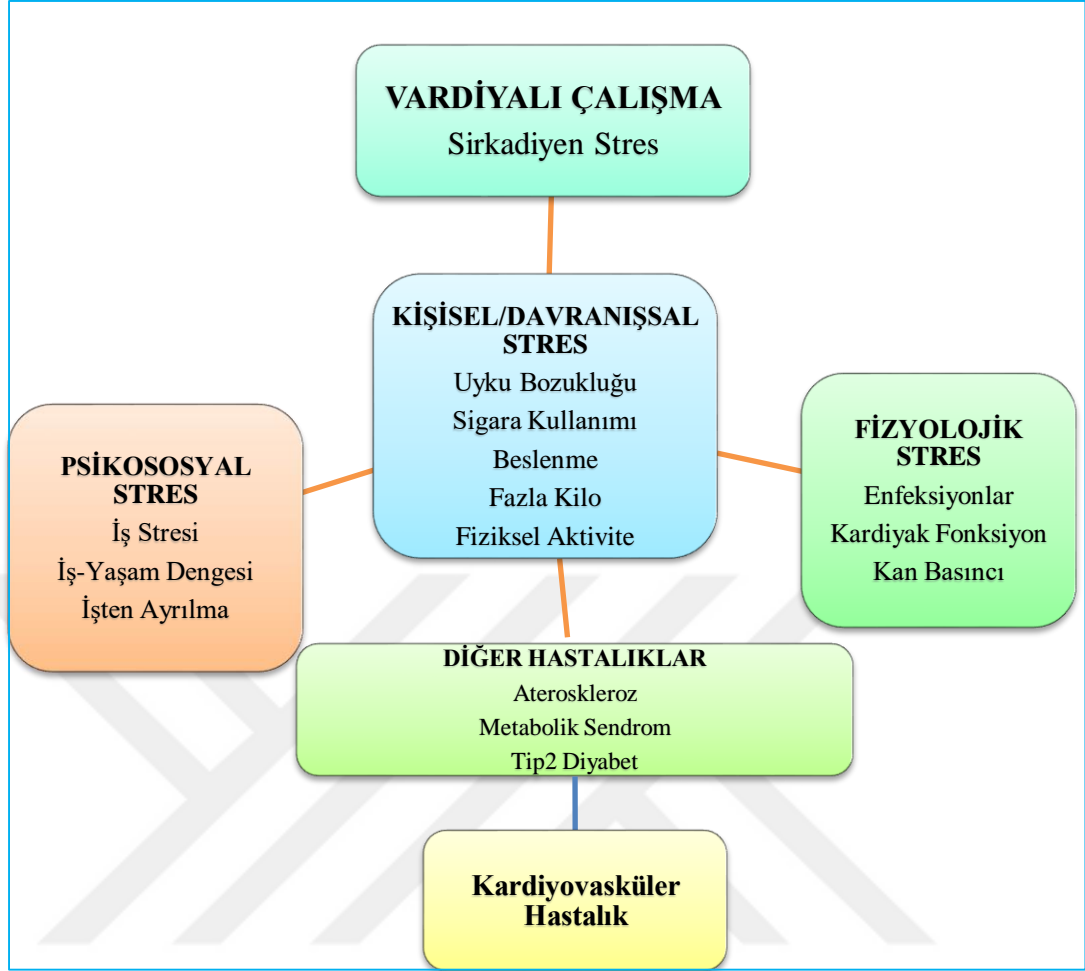 VARDİYALI ÇALIŞMA
Sirkadiyen Stres
KİŞİSEL/DAVRANIŞSAL
STRES
Uyku Bozukluğu
Sigara Kullanımı
Beslenme
Fazla Kilo
Fiziksel Aktivite
PSİKOSOSYAL
STRES
İş Stresi
İş-Yaşam Dengesi
İşten Ayrılma
FİZYOLOJİK
STRES
Enfeksiyonlar
Kardiyak Fonksiyon
Kan Basıncı
DİĞER HASTALIKLAR
Ateroskleroz
Metabolik Sendrom
Tip2 Diyabet
Kardiyovasküler
Hastalık